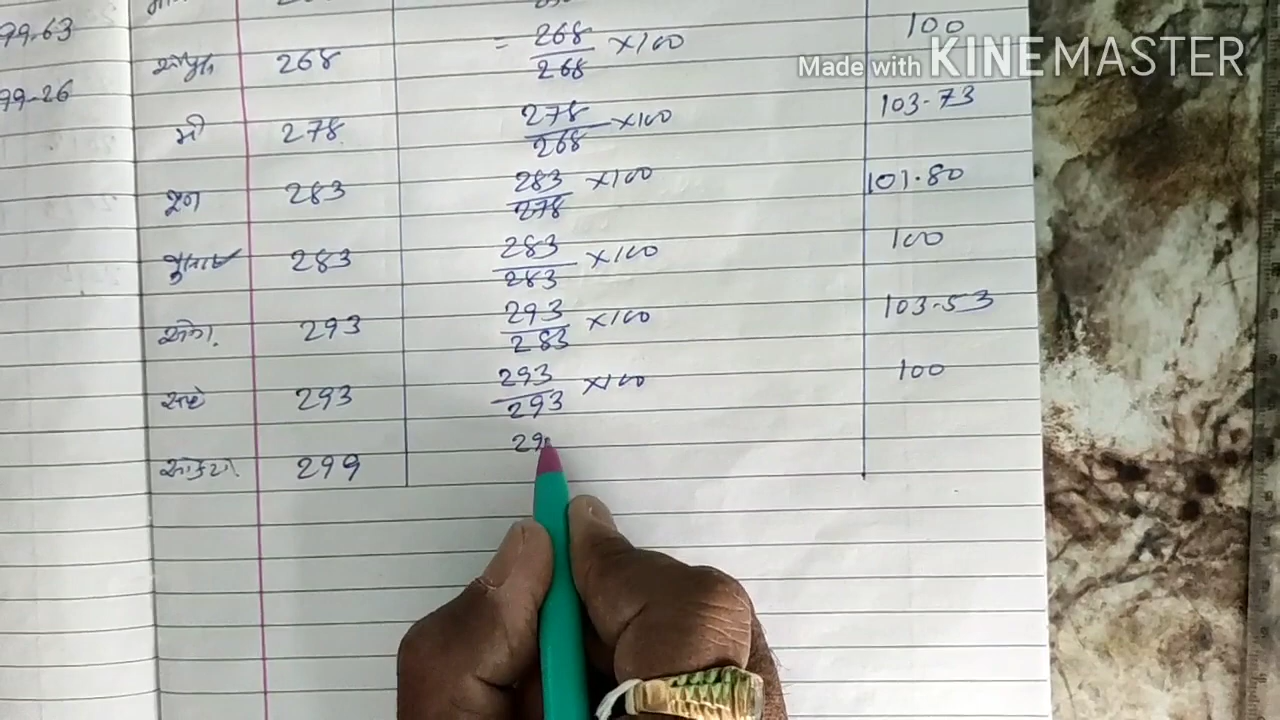 99.63
268 = 268/268 ×100 100
Made with KINEMASTER
99-26
मे 278 278/268 ×100 103-73
जून 283 283/278 ×100 101.80
283 283/283 ×100 100
293 293/283 ×100 103-53
293 293/293 ×100 100
299 29